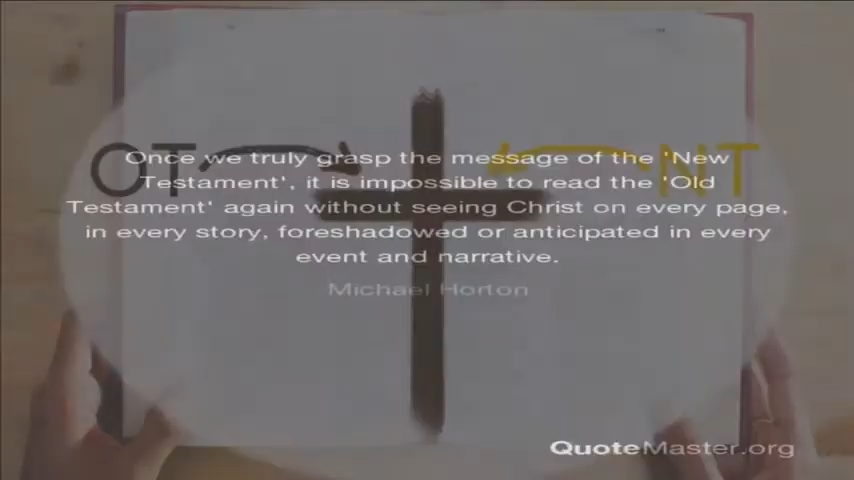 OT
NT
Once we truly grasp the message of the 'New
Testament', it is impossible to read the 'Old
Testament' again without seeing Christ on every page,
in every story, foreshadowed or anticipated in every
event and narrative.
Michael Horton
QuoteMaster.org